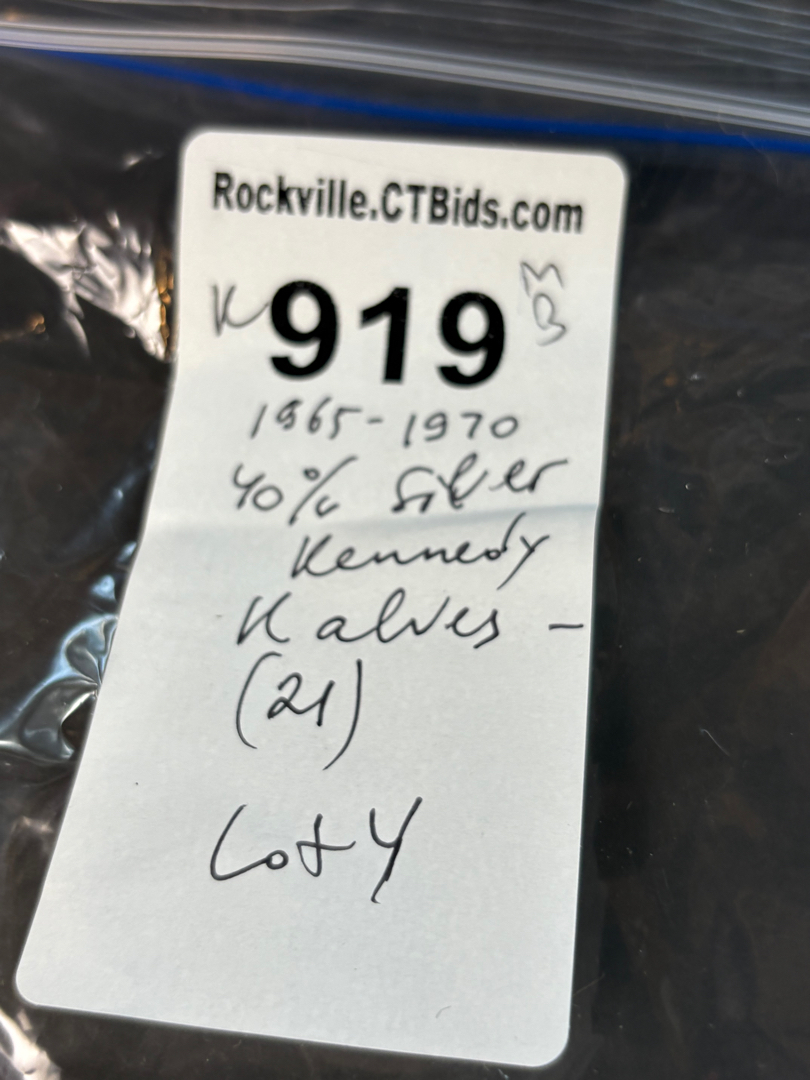 Rockville.CTBids.com
K 919 MB
1965-1970
40% Silver
Kennedy
Halves -
(21)
Lot 4